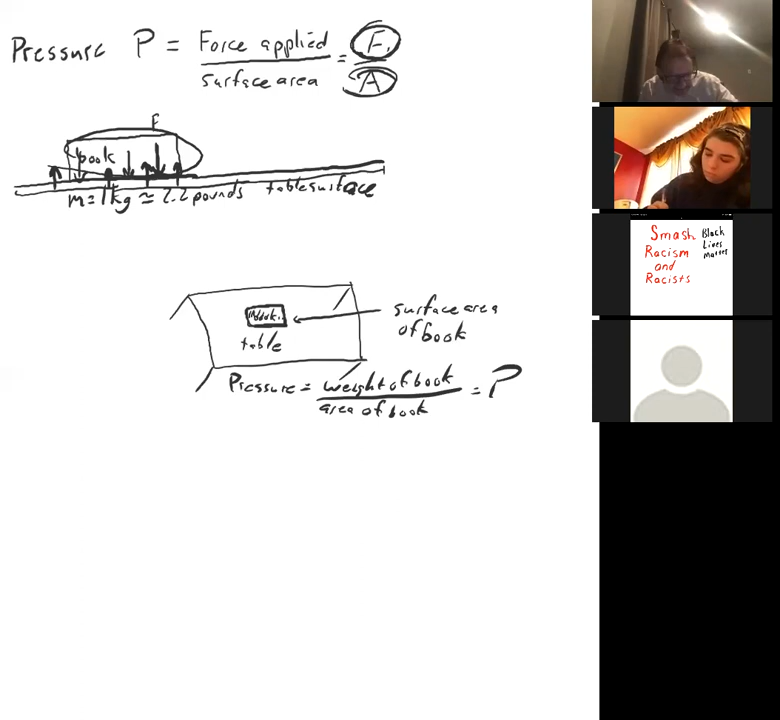 Pressure P = Force applied / surface area = F / A
F
book
m = 1kg ≃ 2.2 pounds table surface
book
surface area
of book
table
Pressure = weight of book / area of book = P
Smash
Racism
and
Racists
Black
Lives
Matter